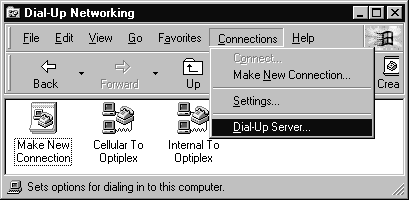 Dial-Up Networking
File Edit View Go Favorites Connections Help
Connect...
Make New Connection...
Settings...
Dial-Up Server...
Back Forward Up Crea
Make New Connection
Cellular To Optiplex
Internal To Optiplex
Sets options for dialing in to this computer.